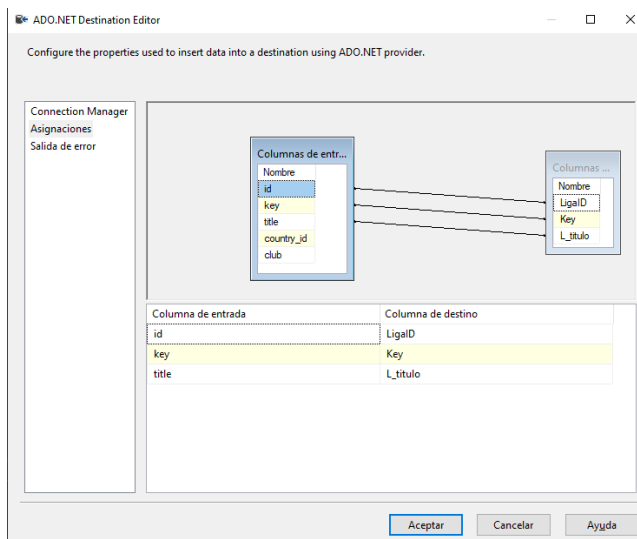 ADO.NET Destination Editor
Configure the properties used to insert data into a destination using ADO.NET provider.
Connection Manager
Asignaciones
Salida de error
Columnas de entr...
Nombre
id
key
title
country_id
club
Columnas ...
Nombre
LigaID
Key
L_titulo
Columna de entrada Columna de destino
id LigaID
key Key
title L_titulo
Aceptar Cancelar Ayuda